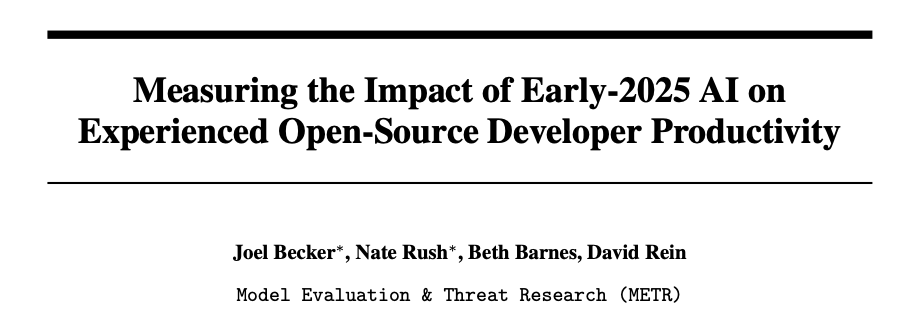 Measuring the Impact of Early-2025 AI on
Experienced Open-Source Developer Productivity
Joel Becker*, Nate Rush*, Beth Barnes, David Rein
Model Evaluation & Threat Research (METR)